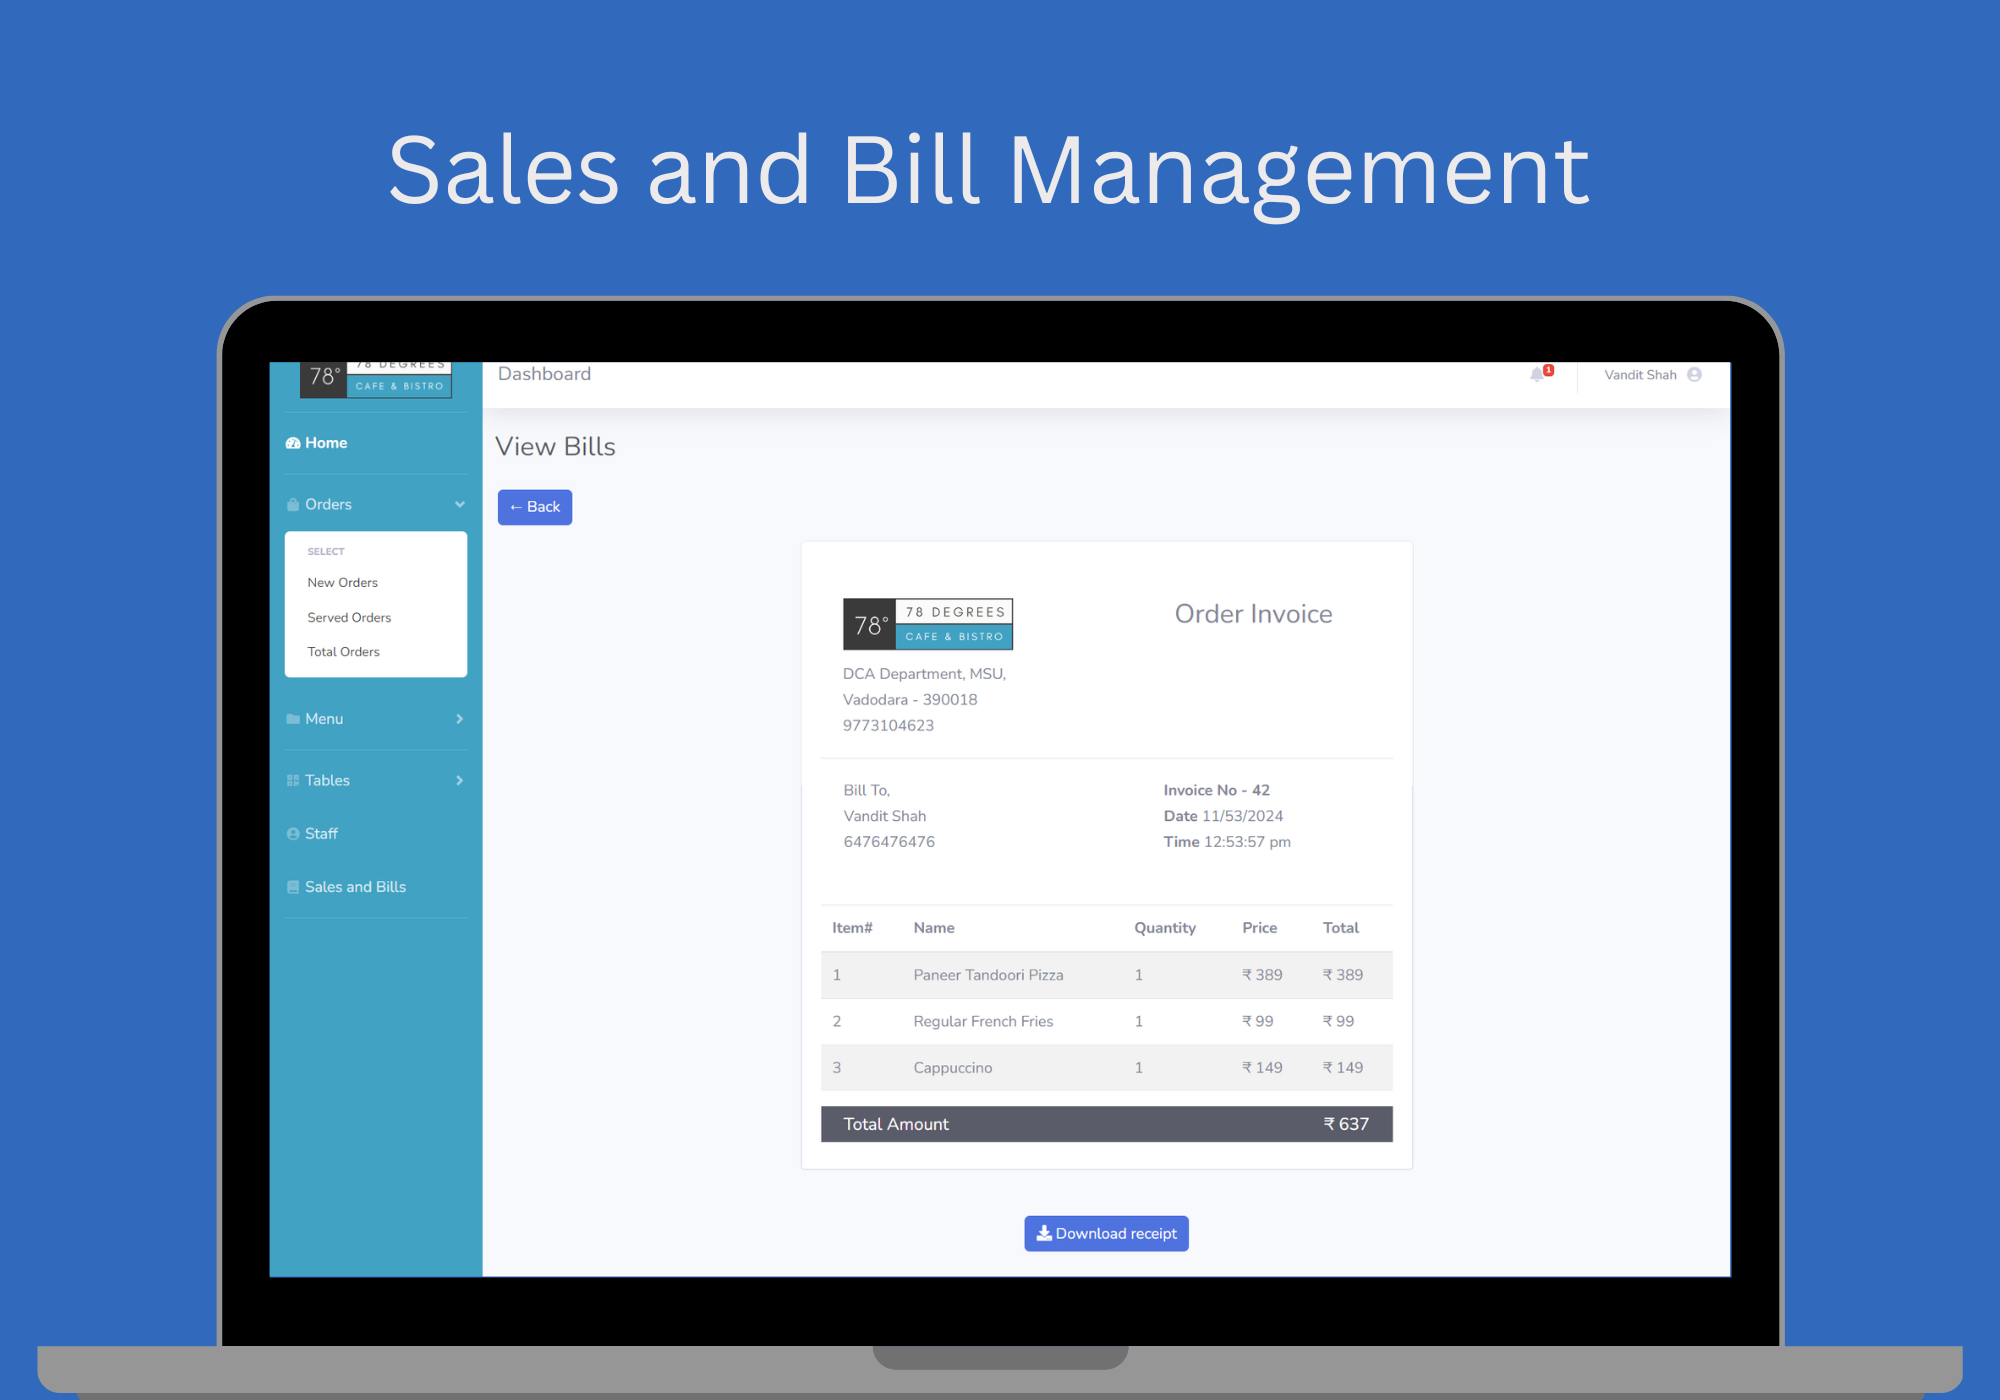 Sales and Bill Management
78° 78 DEGREES
CAFE & BISTRO
Dashboard
1
Vandit Shah
Home
Orders
SELECT
New Orders
Served Orders
Total Orders
Menu
Tables
Staff
Sales and Bills
View Bills
← Back
78° 78 DEGREES
CAFE & BISTRO
Order Invoice
DCA Department, MSU,
Vadodara - 390018
9773104623
Bill To,
Vandit Shah
6476476476
Invoice No - 42
Date 11/53/2024
Time 12:53:57 pm
Item# Name Quantity Price Total
1 Paneer Tandoori Pizza 1 ₹ 389 ₹ 389
2 Regular French Fries 1 ₹ 99 ₹ 99
3 Cappuccino 1 ₹ 149 ₹ 149
Total Amount ₹ 637
Download receipt